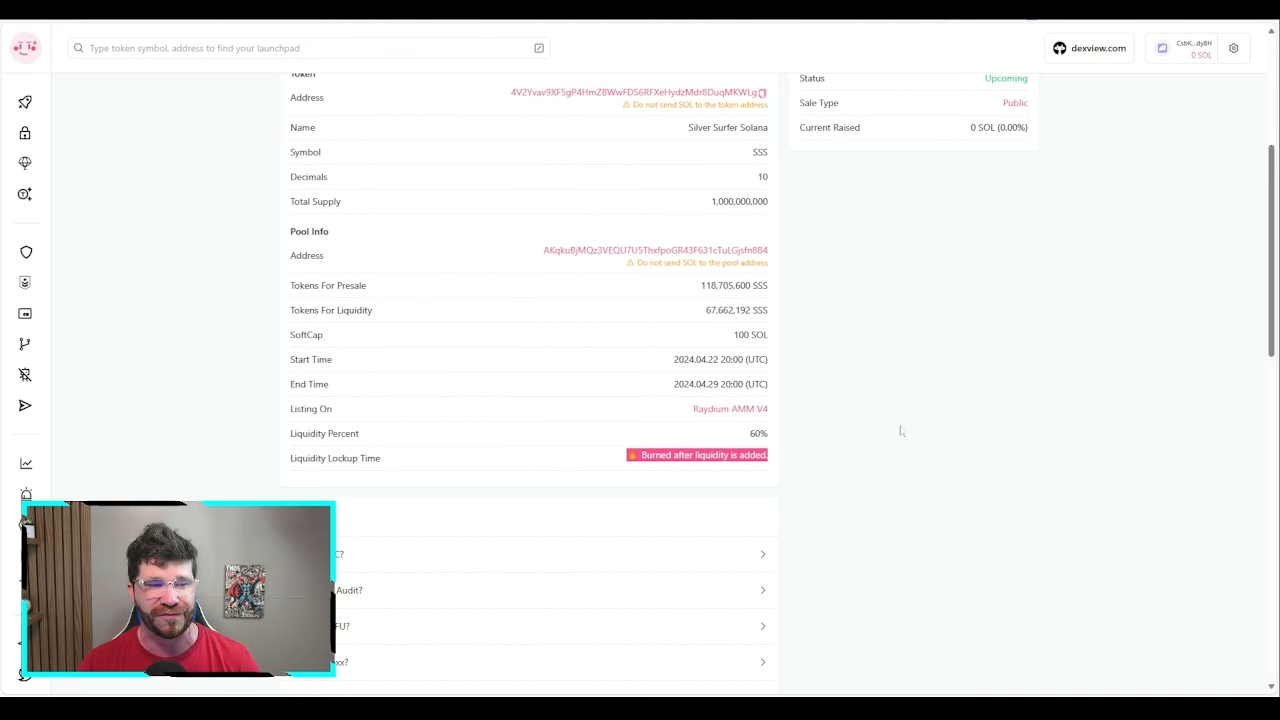 Type token symbol, address to find your launchpad
dexview.com
CsbK...dyBH
0 SOL
Token
Address
4V2Yvav9XF5gP4HmZBWwFDS6RFXeHydzMdr8DuqMKWLg
Do not send SOL to the token address
Name Silver Surfer Solana
Symbol SSS
Decimals 10
Total Supply 1,000,000,000
Pool Info
Address
AKqkuBjMQz3VEQU7U5ThxfpoGR43F631cTuLGjsfn8B4
Do not send SOL to the pool address
Tokens For Presale 118,705,600 SSS
Tokens For Liquidity 67,662,192 SSS
SoftCap 100 SOL
Start Time 2024.04.22 20:00 (UTC)
End Time 2024.04.29 20:00 (UTC)
Listing On Raydium AMM V4
Liquidity Percent 60%
Liquidity Lockup Time Burned after liquidity is added.
Status Upcoming
Sale Type Public
Current Raised 0 SOL (0.00%)
C?
Audit?
FU?
xx?